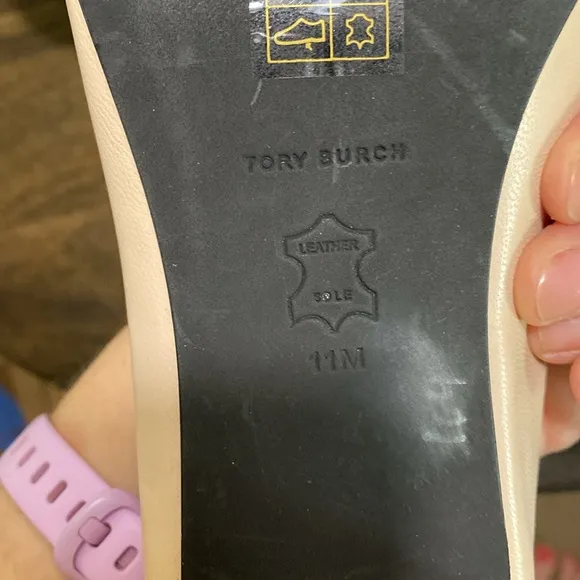 TORY BURCH
LEATHER
SOLE
11M